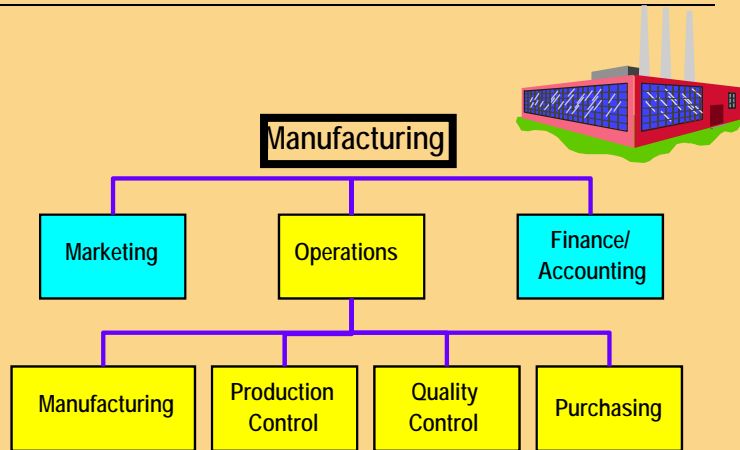 Manufacturing
Marketing
Operations
Finance/
Accounting
Manufacturing
Production
Control
Quality
Control
Purchasing